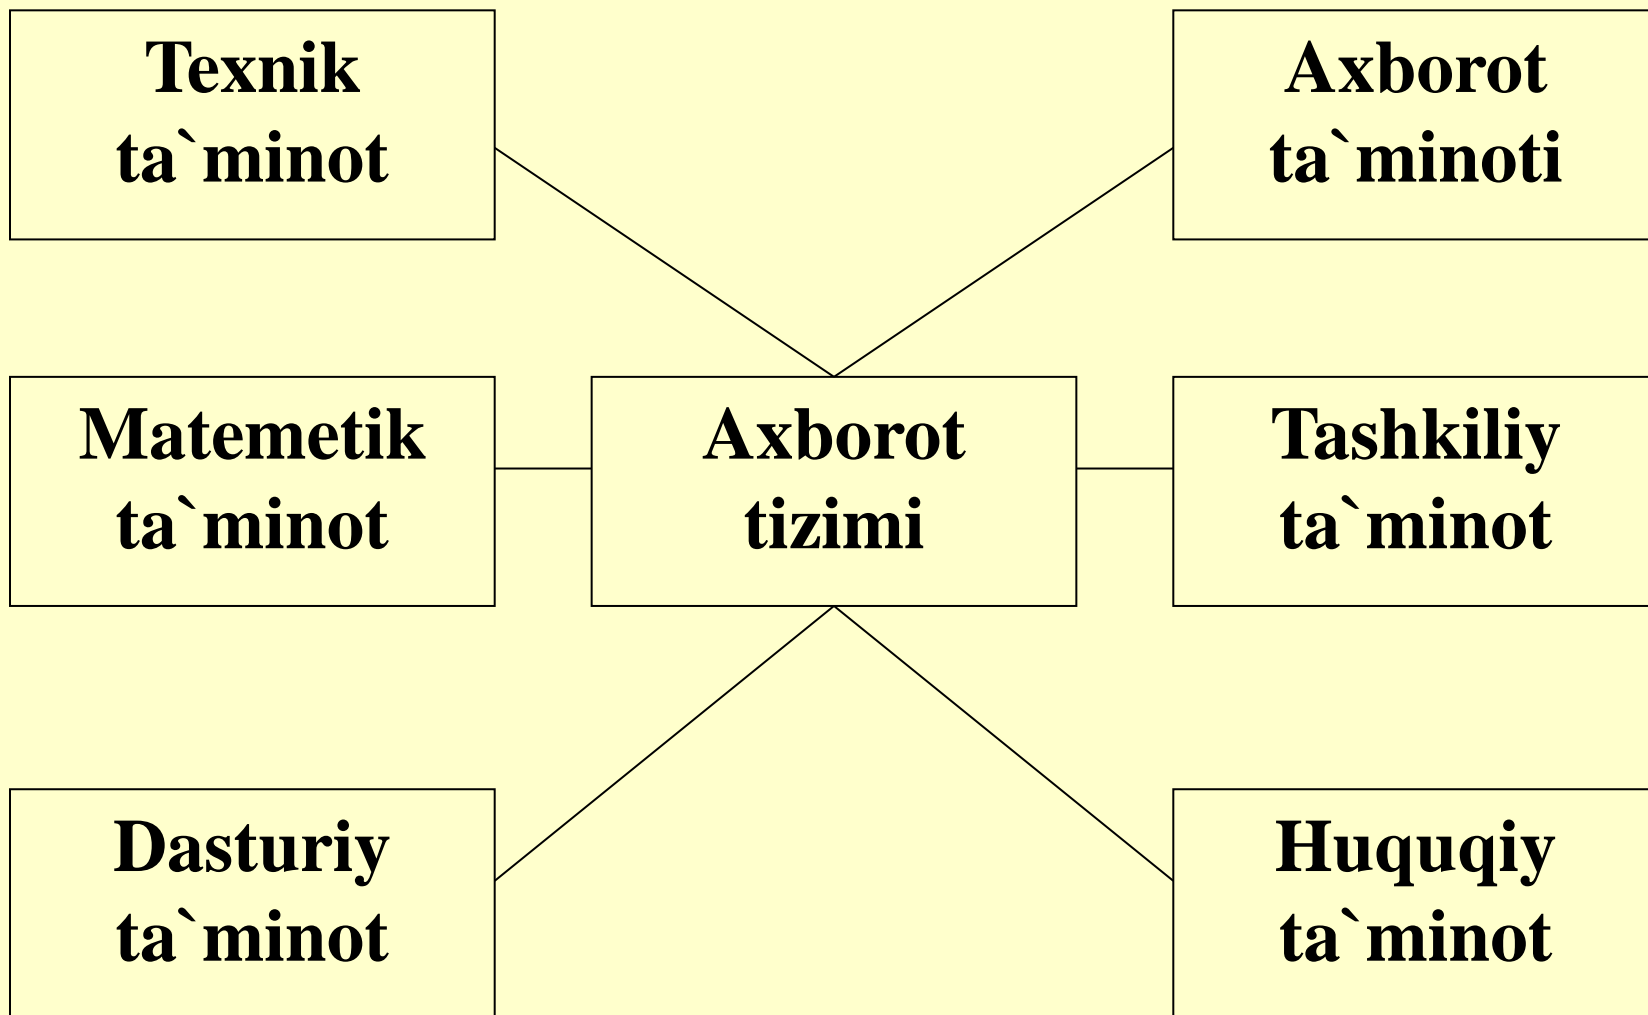 Texnik
ta`minot
Axborot
ta`minoti
Matemetik
ta`minot
Axborot
tizimi
Tashkiliy
ta`minot
Dasturiy
ta`minot
Huquqiy
ta`minot